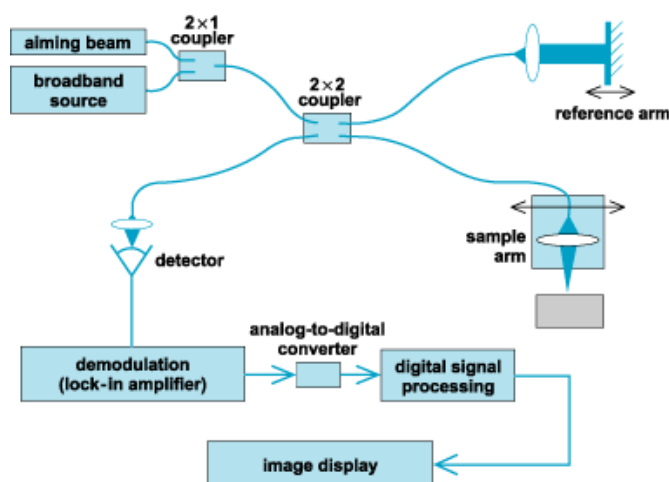 aiming beam
2×1
coupler
broadband
source
2×2
coupler
reference arm
sample
arm
detector
analog-to-digital
converter
demodulation
(lock-in amplifier)
digital signal
processing
image display